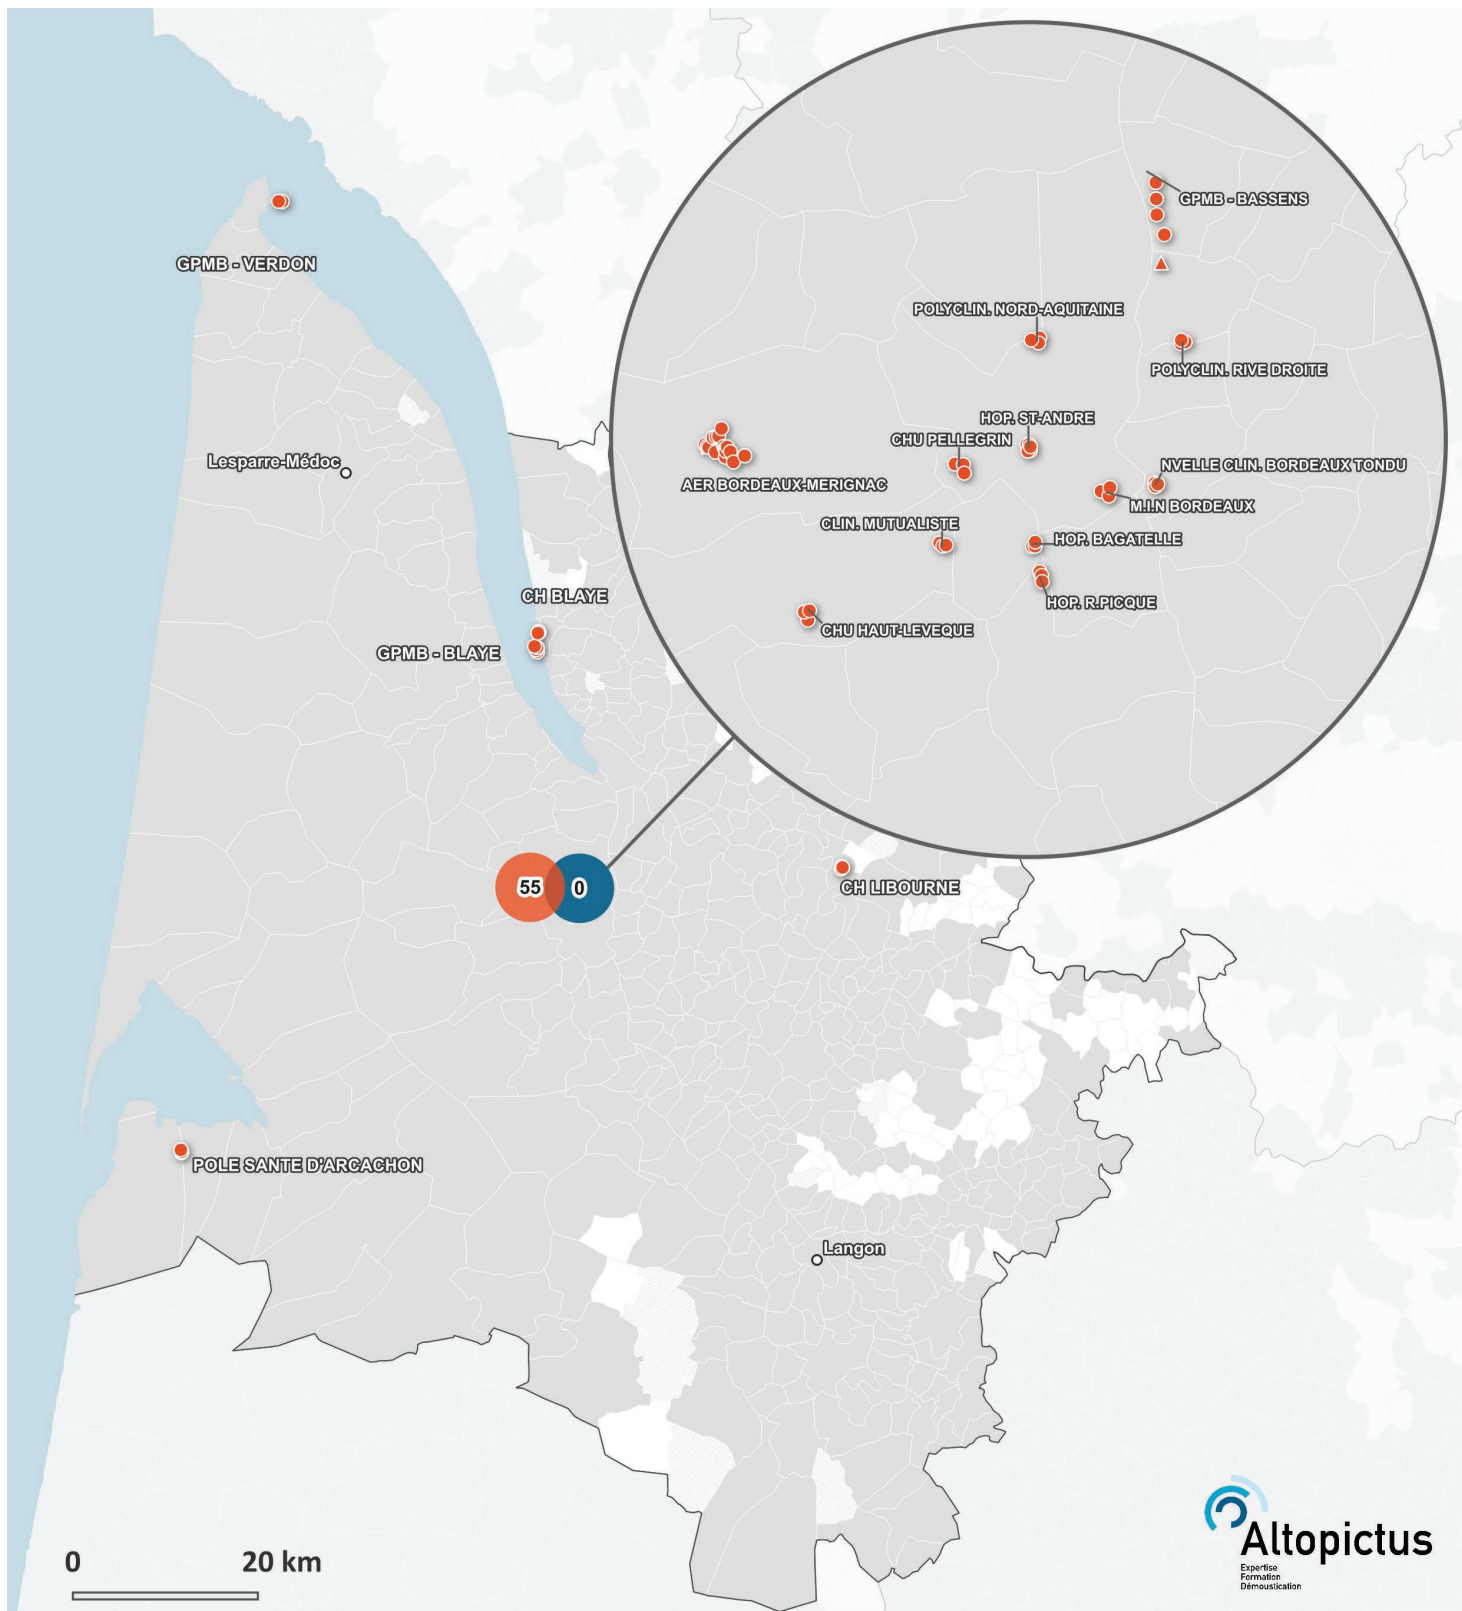 GPMB - BASSENS
GPMB - VERDON
POLYCLIN. NORD-AQUITAINE
POLYCLIN. RIVE DROITE
HOP. ST-ANDRE
CHU PELLEGRIN
Lesparre-Médoc
NVELLE CLIN. BORDEAUX TONDU
AER BORDEAUX-MERIGNAC
M.I.N BORDEAUX
CLIN. MUTUALISTE
HOP. BAGATELLE
CH BLAYE
HOP. R.PICQUE
CHU HAUT-LEVEQUE
GPMB - BLAYE
55 0
CH LIBOURNE
POLE SANTE D'ARCACHON
Langon
0 20 km
Altopictus
Expertise
Formation
Démoustication